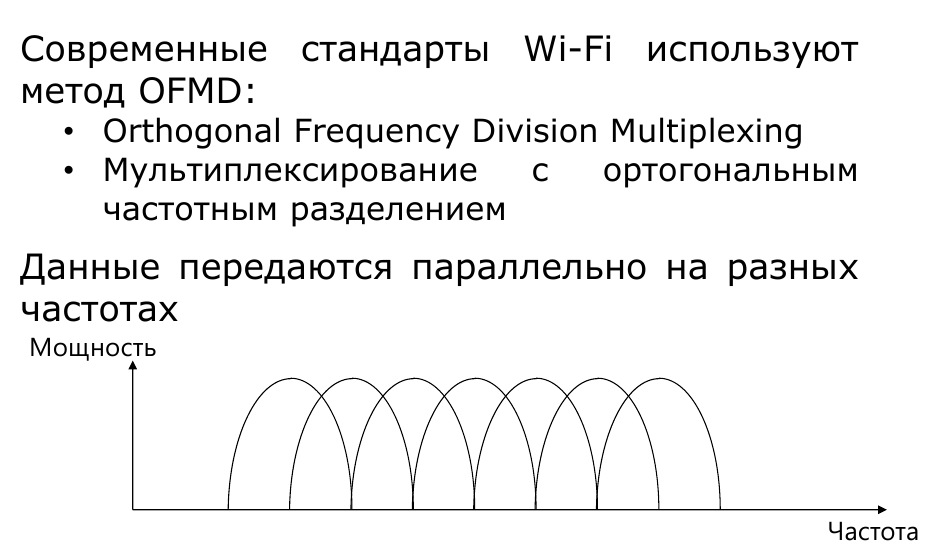 Современные стандарты Wi-Fi используют
метод OFMD:
• Orthogonal Frequency Division Multiplexing
• Мультиплексирование с ортогональным
частотным разделением
Данные передаются параллельно на разных
частотах
Мощность
Частота